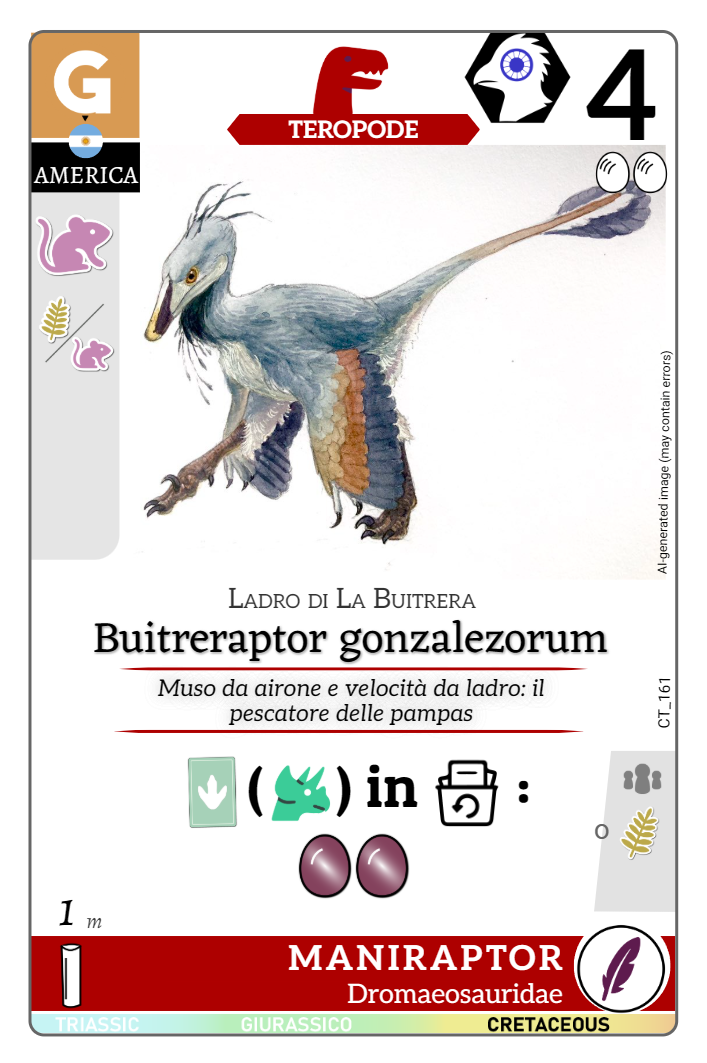 G
AMERICA
TEROPODE
4
AI-generated image (may contain errors)
Ladro di La Buitrera
Buitreraptor gonzalezorum
Muso da airone e velocità da ladro: il
pescatore delle pampas
CT_161
( ) in :
o
1 m
MANIRAPTOR
Dromaeosauridae
TRIASSIC GIURASSICO CRETACEOUS